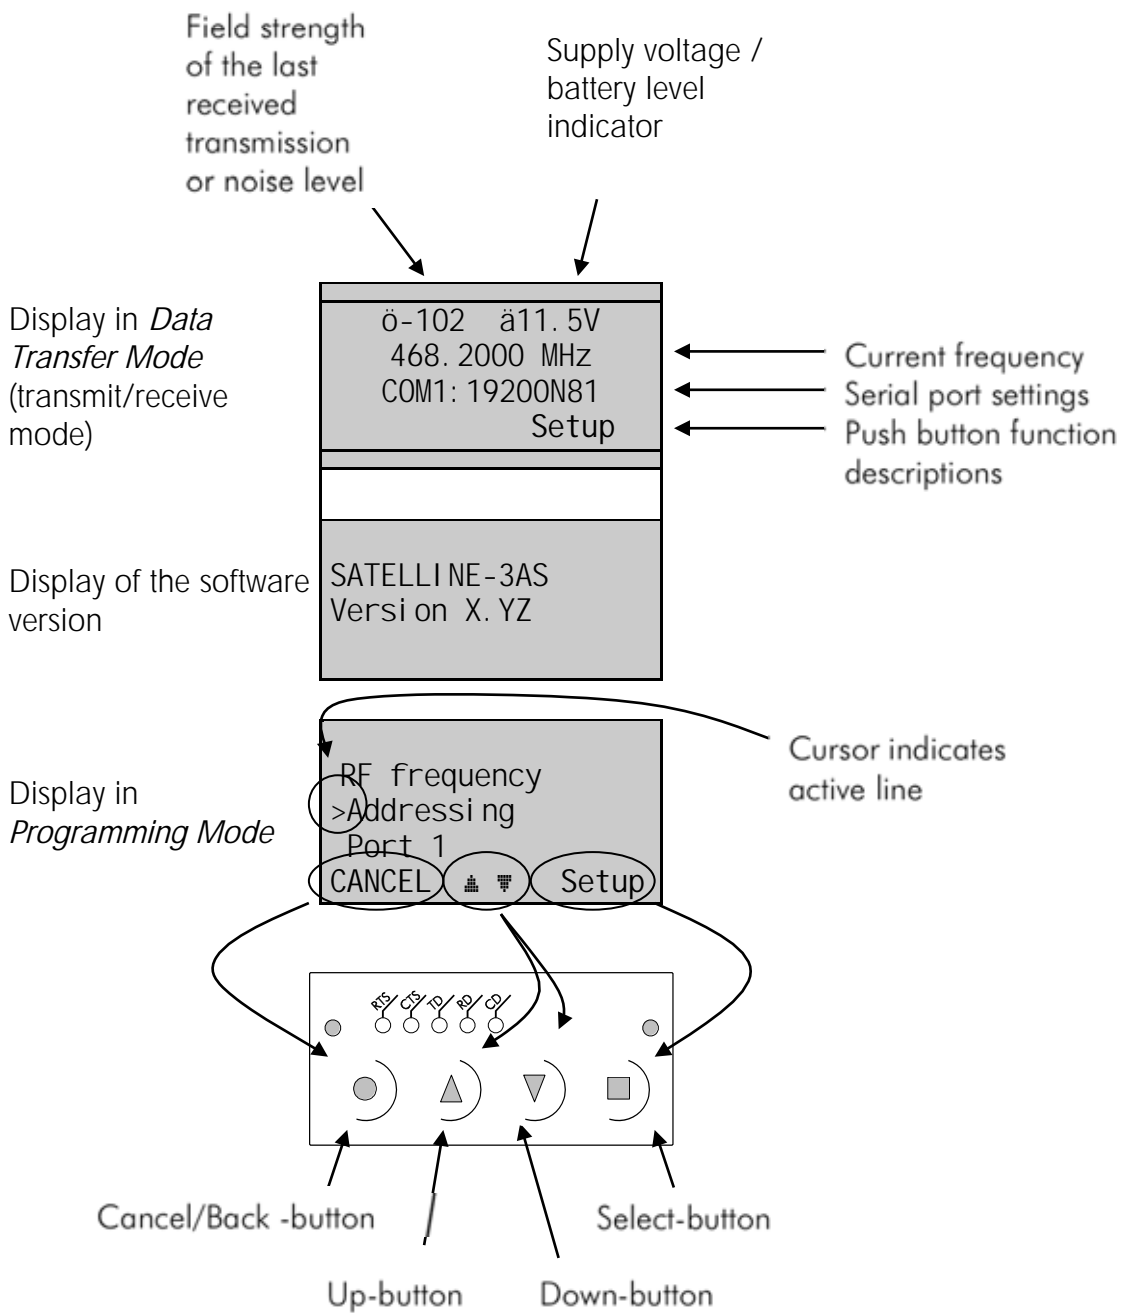 Field strength
of the last
received
transmission
or noise level
Supply voltage /
battery level
indicator
Display in Data
Transfer Mode
(transmit/receive
mode)
ö-102 ä11.5V
468.2000 MHz
COM1:19200N81
Setup
Current frequency
Serial port settings
Push button function
descriptions
Display of the software
version
SATELLINE-3AS
Version X.YZ
Display in
Programming Mode
RF frequency
>Addressing
Port 1
CANCEL Setup
Cursor indicates
active line
RTS CTS TD RD CD
Cancel/Back -button
Select-button
Up-button
Down-button